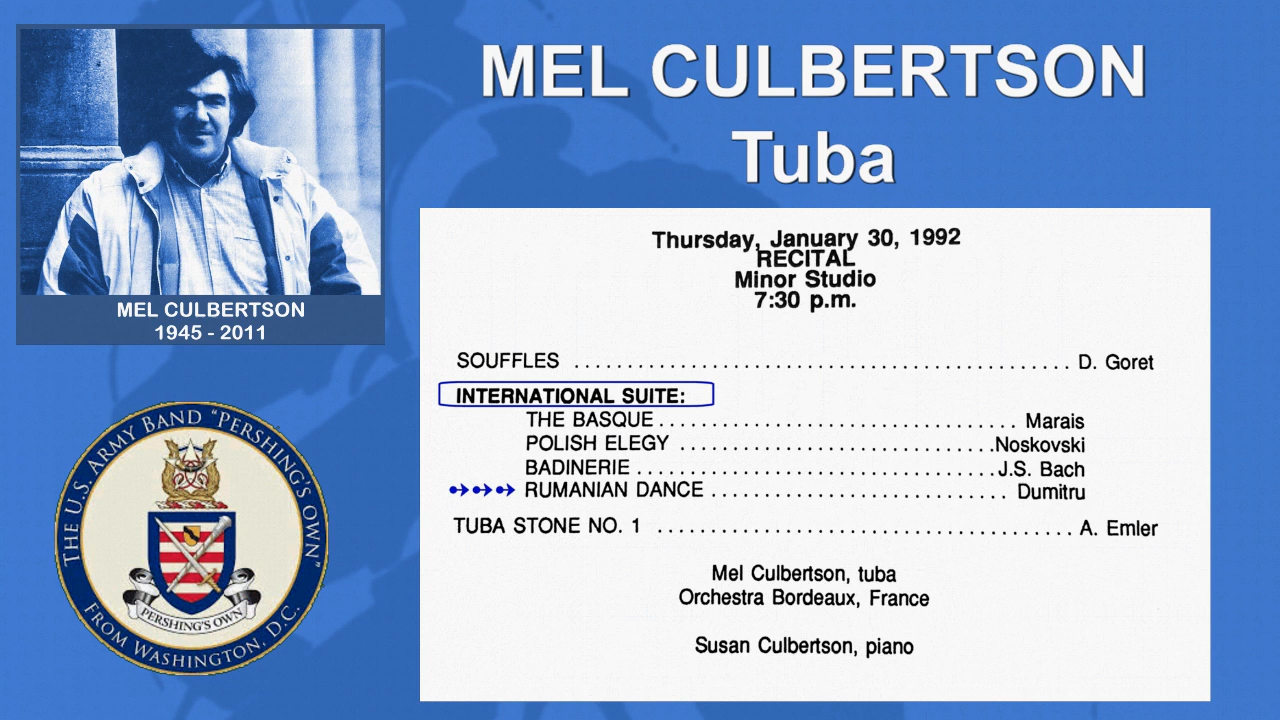 MEL CULBERTSON
Tuba
MEL CULBERTSON
1945 - 2011
THE U.S. ARMY BAND "PERSHING'S OWN"
PERSHING'S OWN
FROM WASHINGTON, D.C.
Thursday, January 30, 1992
RECITAL
Minor Studio
7:30 p.m.
SOUFFLES ........................................................ D. Goret
INTERNATIONAL SUITE:
THE BASQUE ........................................ Marais
POLISH ELEGY ......................................Noskovski
BADINERIE ...........................................J.S. Bach
RUMANIAN DANCE .................................. Dumitru
TUBA STONE NO. 1 ............................................... A. Emler
Mel Culbertson, tuba
Orchestra Bordeaux, France
Susan Culbertson, piano